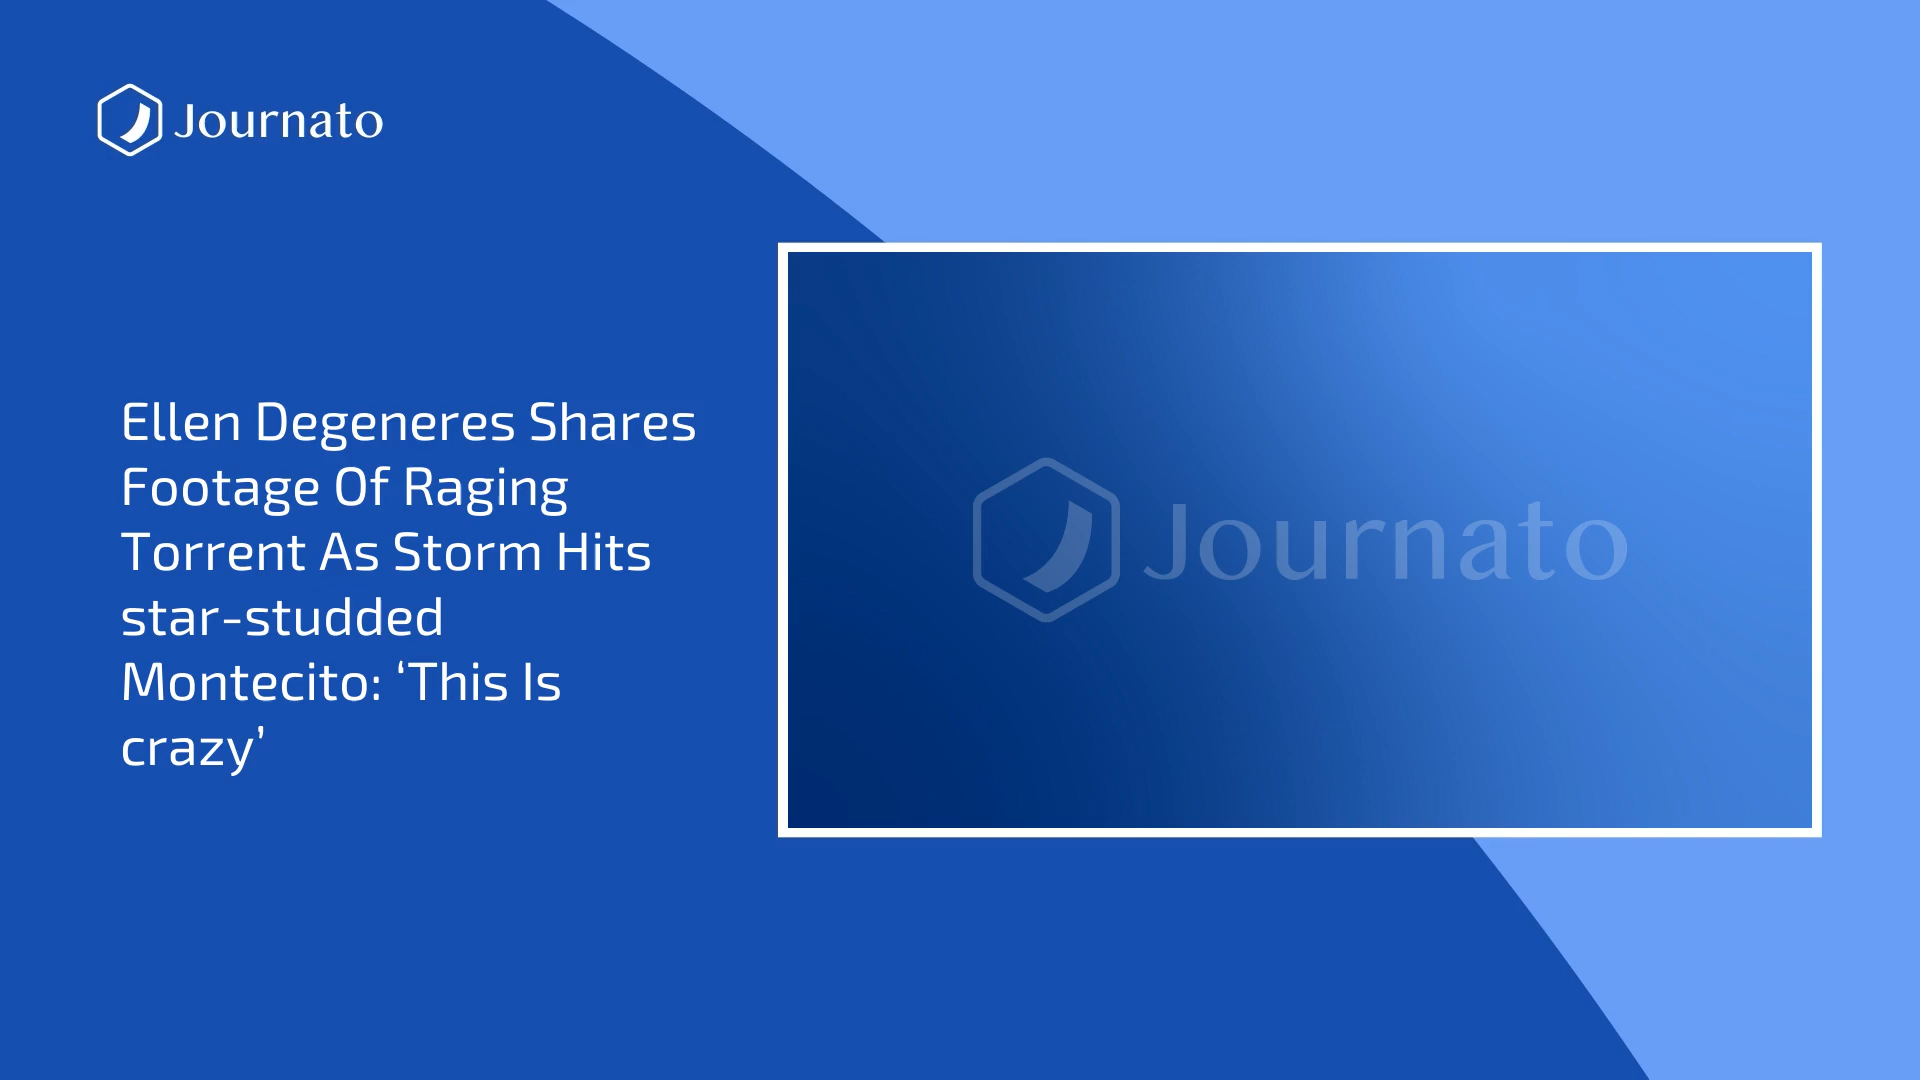 Journato
Ellen Degeneres Shares
Footage Of Raging
Torrent As Storm Hits
star-studded
Montecito: ‘This Is
crazy’
Journato